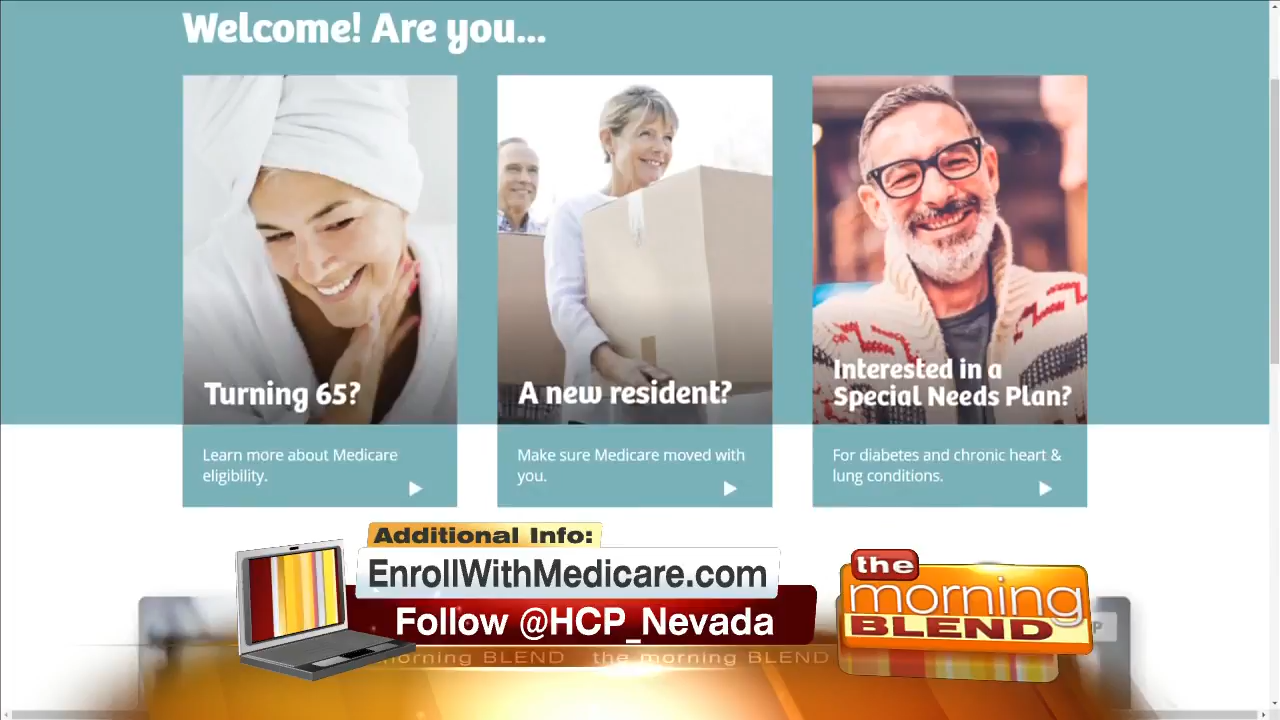 Welcome! Are you...
Turning 65?
Learn more about Medicare
eligibility.
A new resident?
Make sure Medicare moved with
you.
Interested in a
Special Needs Plan?
For diabetes and chronic heart &
lung conditions.
Additional Info:
EnrollWithMedicare.com
Follow @HCP_Nevada
the
morning
BLEND
morning BLEND the morning BLEND